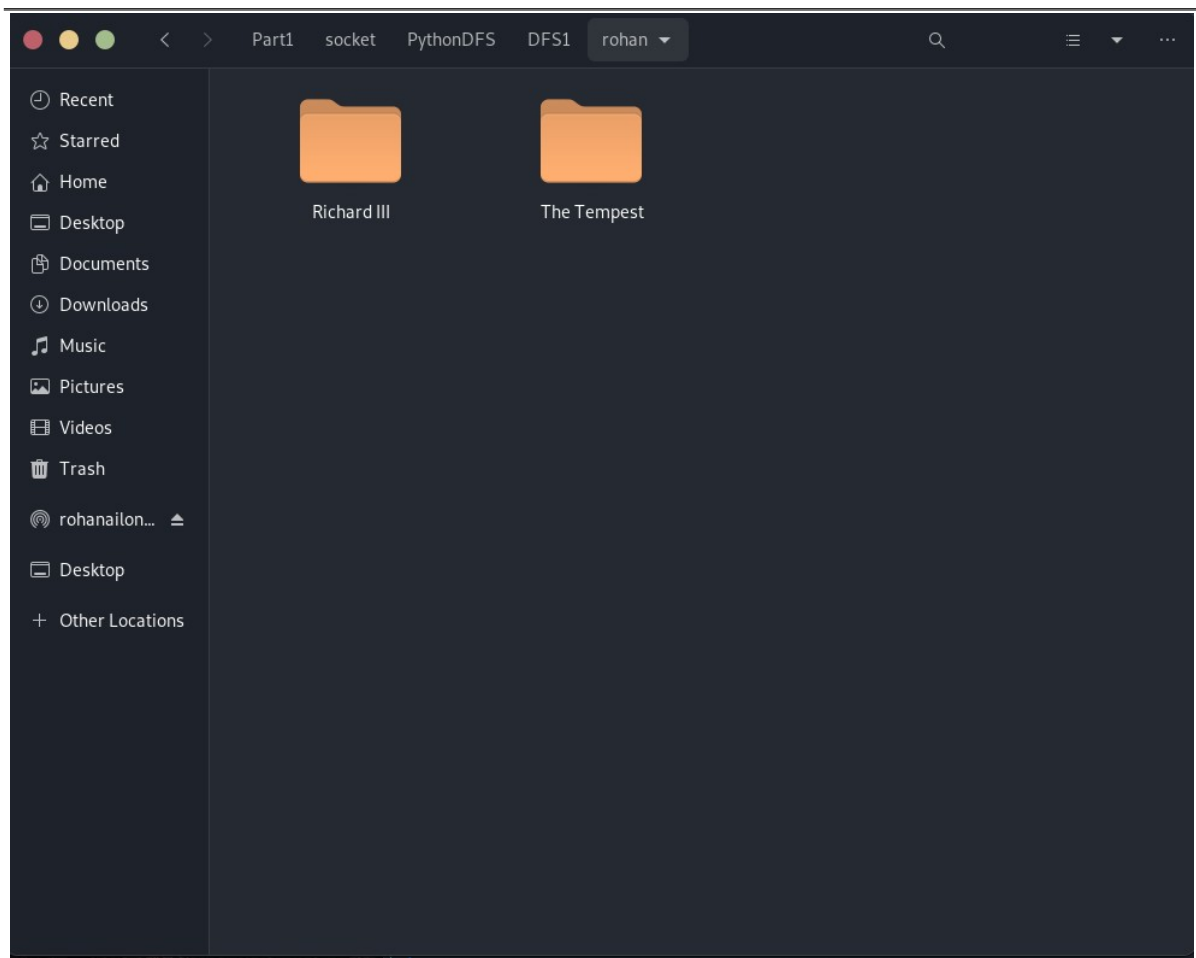 Part1 socket PythonDFS DFS1 rohan
Recent
Starred
Home
Desktop
Documents
Downloads
Music
Pictures
Videos
Trash
rohanailon...
Desktop
Other Locations
Richard III The Tempest